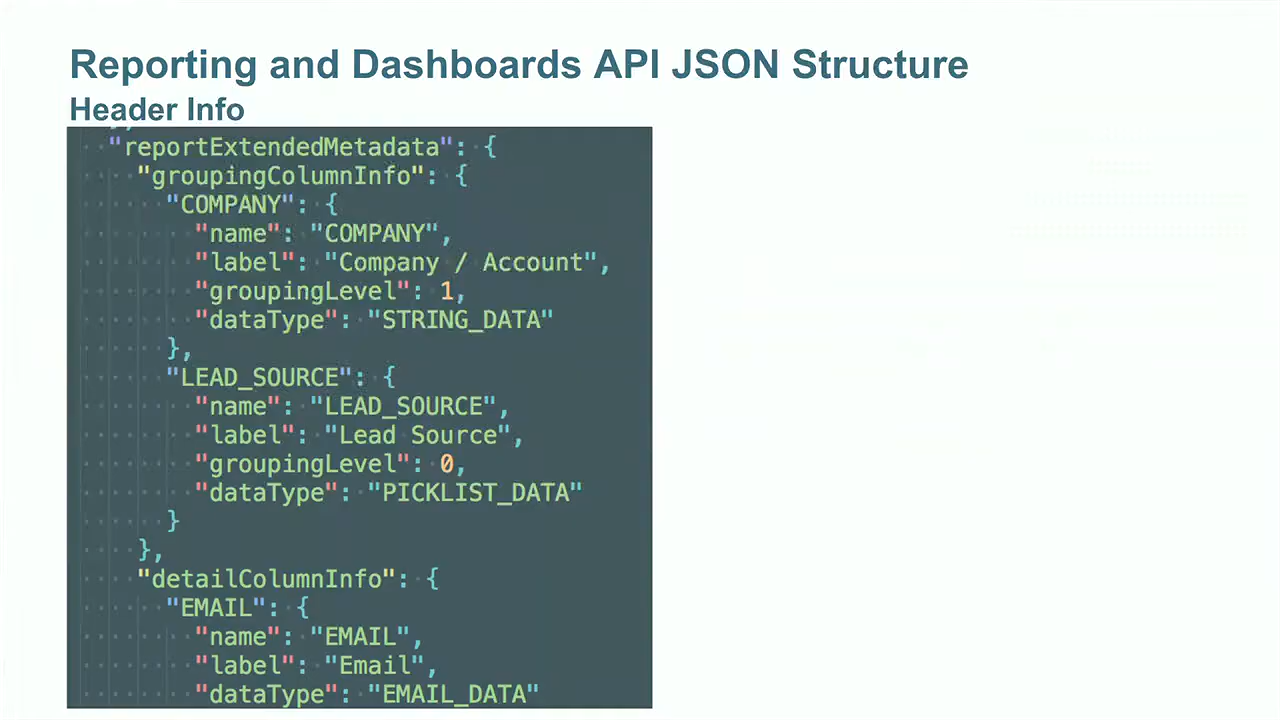 Reporting and Dashboards API JSON Structure
Header Info
"reportExtendedMetadata": {
"groupingColumnInfo": {
"COMPANY": {
"name": "COMPANY",
"label": "Company / Account",
"groupingLevel": 1,
"dataType": "STRING_DATA"
},
"LEAD_SOURCE": {
"name": "LEAD_SOURCE",
"label": "Lead Source",
"groupingLevel": 0,
"dataType": "PICKLIST_DATA"
}
},
"detailColumnInfo": {
"EMAIL": {
"name": "EMAIL",
"label": "Email",
"dataType": "EMAIL_DATA"